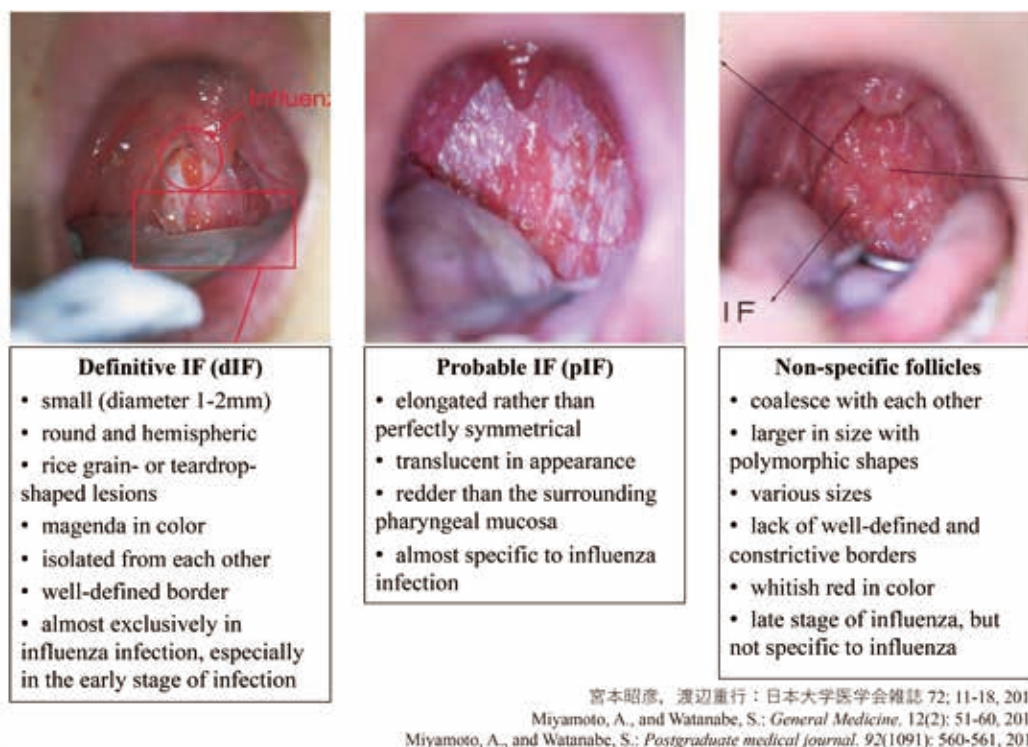 Influenz
IF
Definitive IF (dIF)
• small (diameter 1-2mm)
• round and hemispheric
• rice grain- or teardrop-
shaped lesions
• magenda in color
• isolated from each other
• well-defined border
• almost exclusively in
influenza infection, especially
in the early stage of infection
Probable IF (pIF)
• elongated rather than
perfectly symmetrical
• translucent in appearance
• redder than the surrounding
pharyngeal mucosa
• almost specific to influenza
infection
Non-specific follicles
• coalesce with each other
• larger in size with
polymorphic shapes
• various sizes
• lack of well-defined and
constrictive borders
• whitish red in color
• late stage of influenza, but
not specific to influenza
宮本昭彦，渡辺重行：日本大学医学会雑誌 72; 11-18, 201
Miyamoto, A., and Watanabe, S.: General Medicine, 12(2): 51-60, 201
Miyamoto, A., and Watanabe, S.: Postgraduate medical journal. 92(1091): 560-561, 201